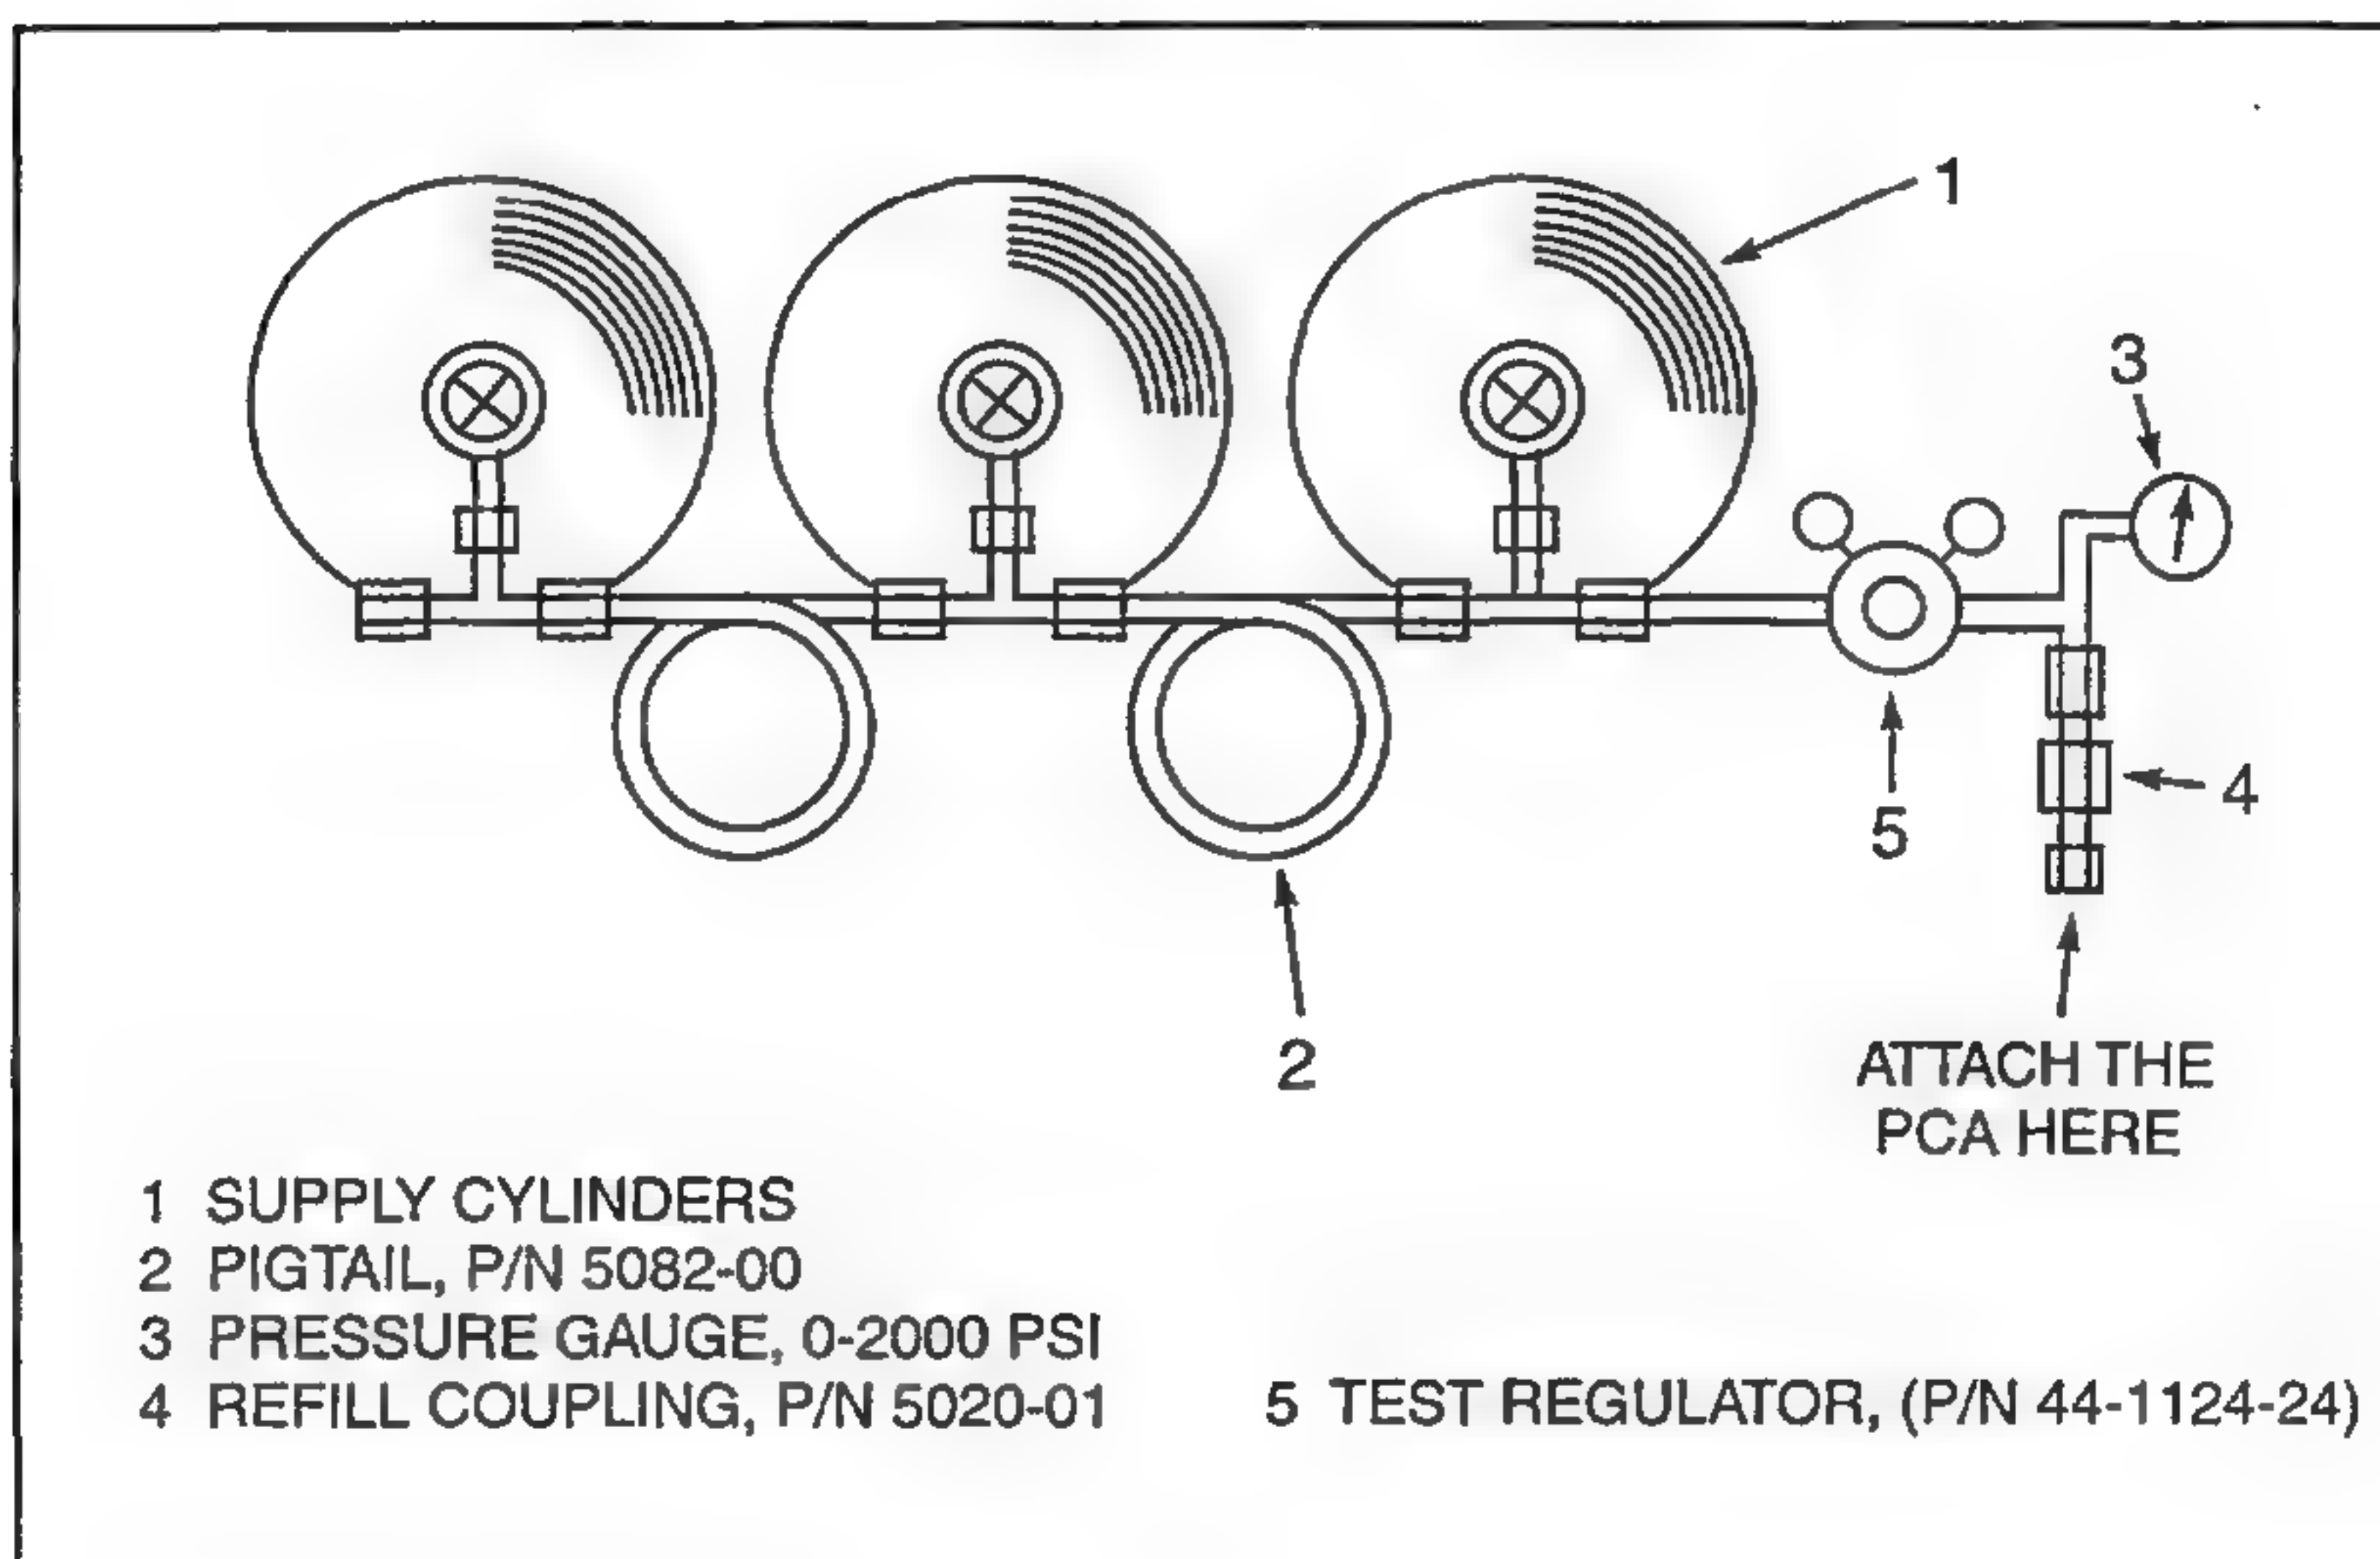 1
3
4
5
2
ATTACH THE
PCA HERE
1 SUPPLY CYLINDERS
2 PIGTAIL, P/N 5082-00
3 PRESSURE GAUGE, 0-2000 PSI
4 REFILL COUPLING, P/N 5020-01
5 TEST REGULATOR, (P/N 44-1124-24)